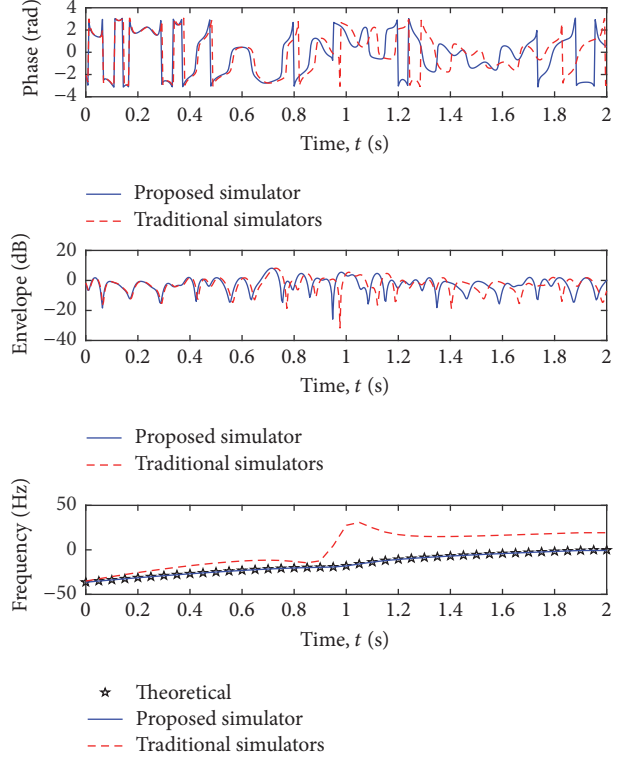 Phase (rad)
4
2
0
−2
−4
0 0.2 0.4 0.6 0.8 1 1.2 1.4 1.6 1.8 2
Time, t (s)
Proposed simulator
Traditional simulators
Envelope (dB)
20
0
−20
−40
0 0.2 0.4 0.6 0.8 1 1.2 1.4 1.6 1.8 2
Time, t (s)
Proposed simulator
Traditional simulators
Frequency (Hz)
50
0
−50
0 0.2 0.4 0.6 0.8 1 1.2 1.4 1.6 1.8 2
Time, t (s)
Theoretical
Proposed simulator
Traditional simulators